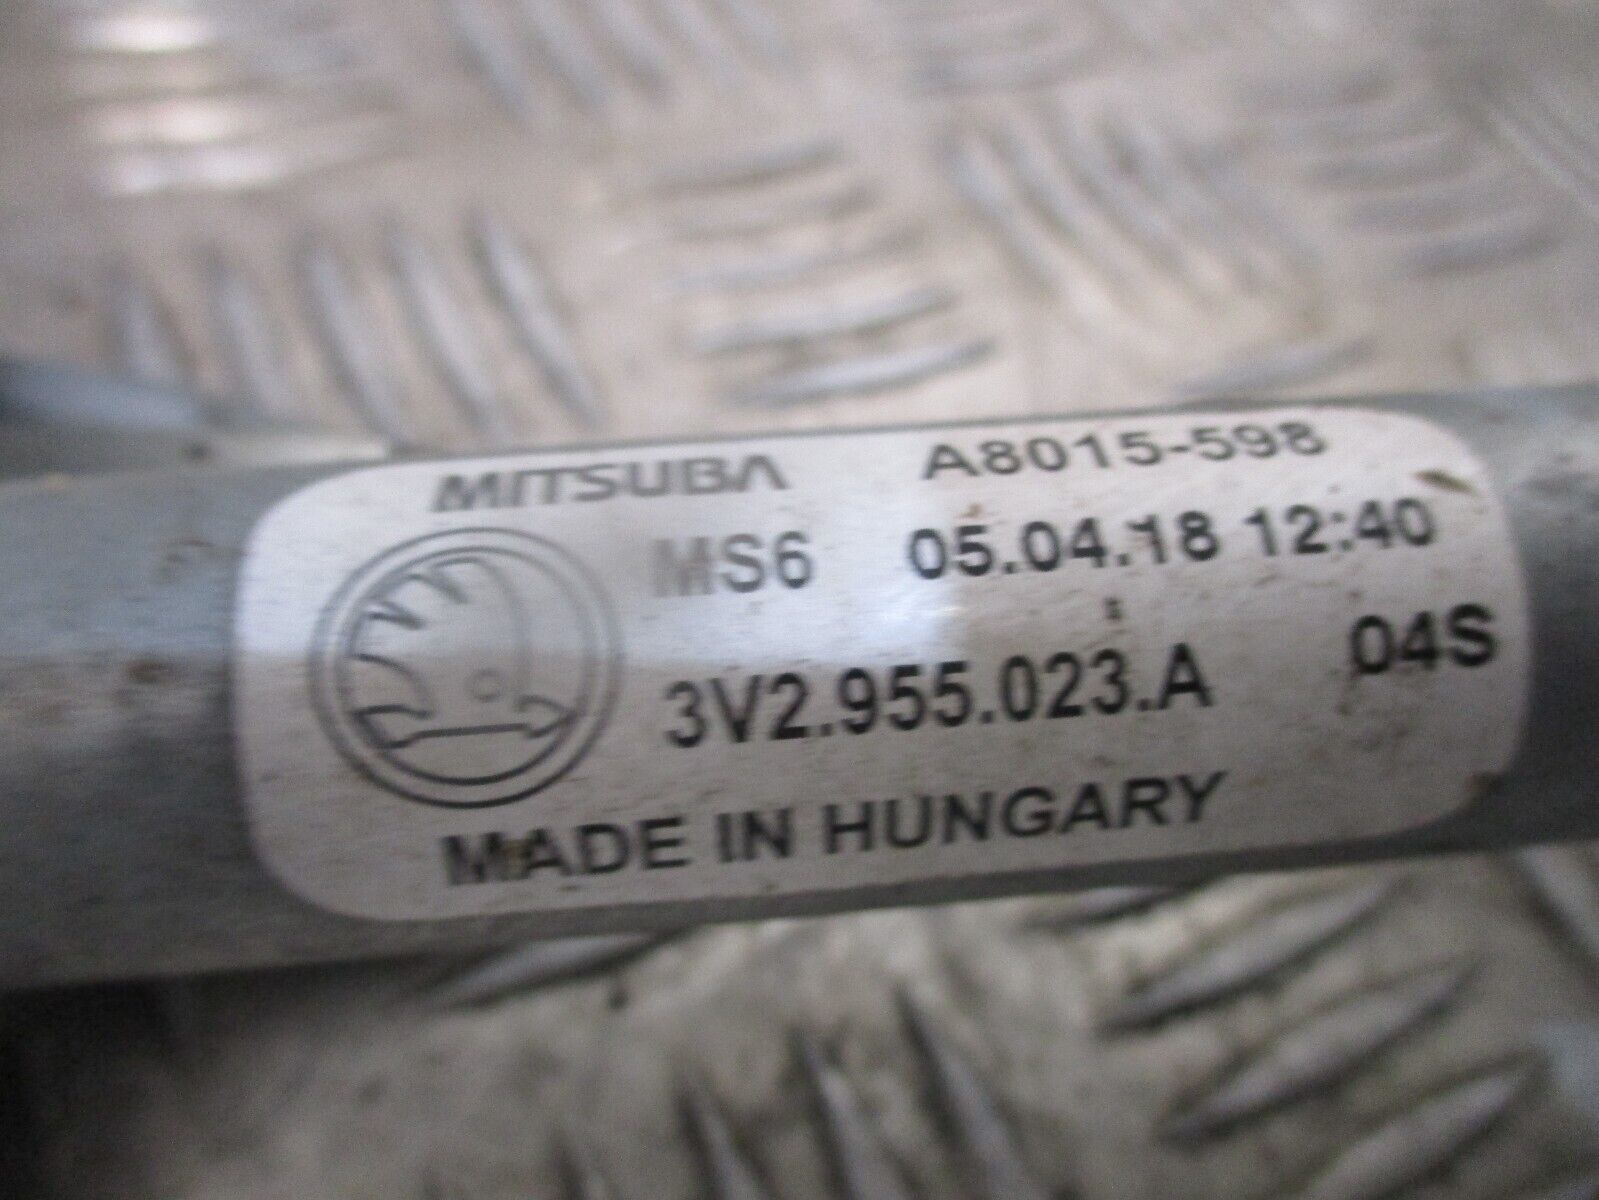 MITSUBA A8015-598
MS6 05.04.18 12:40
3V2.955.023.A 04S
MADE IN HUNGARY